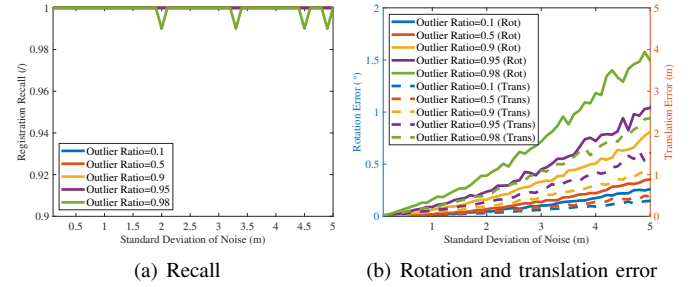 1
0.98
0.96
0.94
0.92
0.9
Registration Recall (/)
Outlier Ratio=0.1
Outlier Ratio=0.5
Outlier Ratio=0.9
Outlier Ratio=0.95
Outlier Ratio=0.98
0.5 1 1.5 2 2.5 3 3.5 4 4.5 5
Standard Deviation of Noise (m)
(a) Recall
2
1.5
1
0.5
0
Rotation Error (°)
Outlier Ratio=0.1 (Rot)
Outlier Ratio=0.5 (Rot)
Outlier Ratio=0.9 (Rot)
Outlier Ratio=0.95 (Rot)
Outlier Ratio=0.98 (Rot)
Outlier Ratio=0.1 (Trans)
Outlier Ratio=0.5 (Trans)
Outlier Ratio=0.9 (Trans)
Outlier Ratio=0.95 (Trans)
Outlier Ratio=0.98 (Trans)
5
4
3
2
1
0
Translation Error (m)
1 2 3 4 5
Standard Deviation of Noise (m)
(b) Rotation and translation error